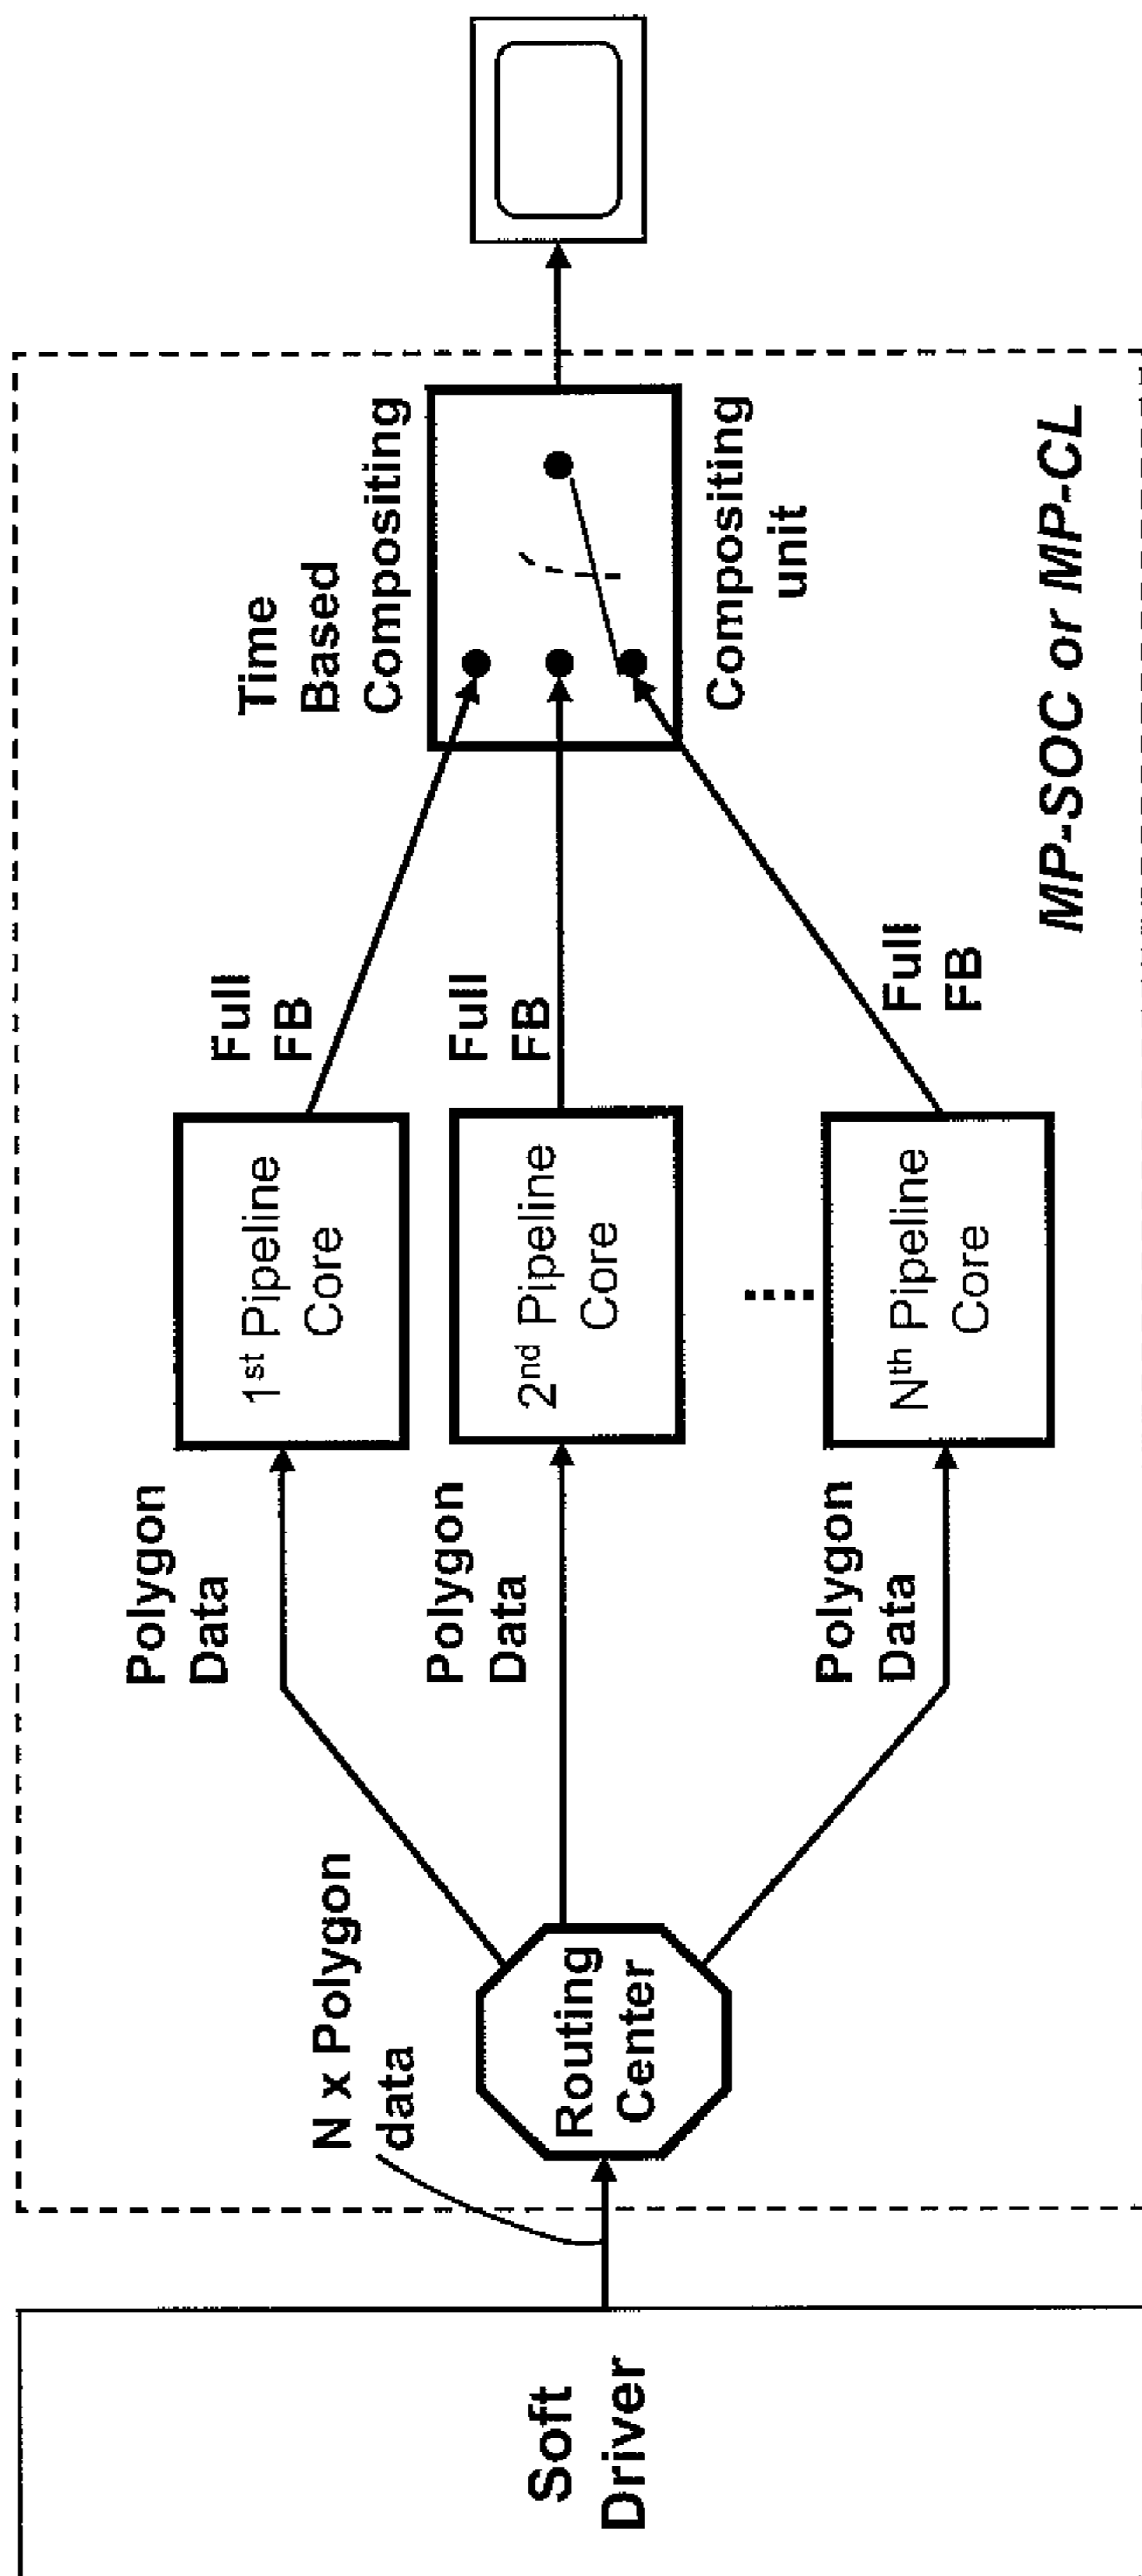 Soft
Driver
N x Polygon
data
Routing
Center
Polygon
Data
Polygon
Data
Polygon
Data
1st Pipeline
Core
2nd Pipeline
Core
Nth Pipeline
Core
Full
FB
Full
FB
Full
FB
Time
Based
Compositing
Compositing
unit
MP-SOC or MP-CL